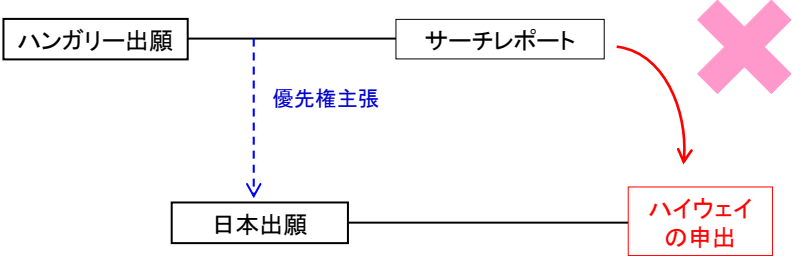 ハンガリー出願
サーチレポート
優先権主張
日本出願
ハイウェイ
の申出